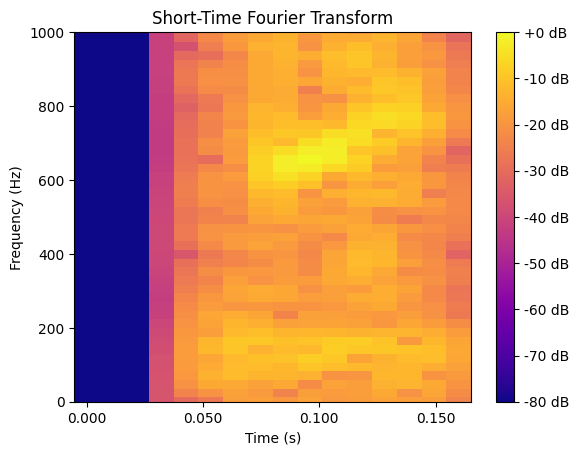 Short-Time Fourier Transform
1000
800
600
400
200
0
Frequency (Hz)
0.000
0.050
0.100
0.150
Time (s)
+0 dB
-10 dB
-20 dB
-30 dB
-40 dB
-50 dB
-60 dB
-70 dB
-80 dB